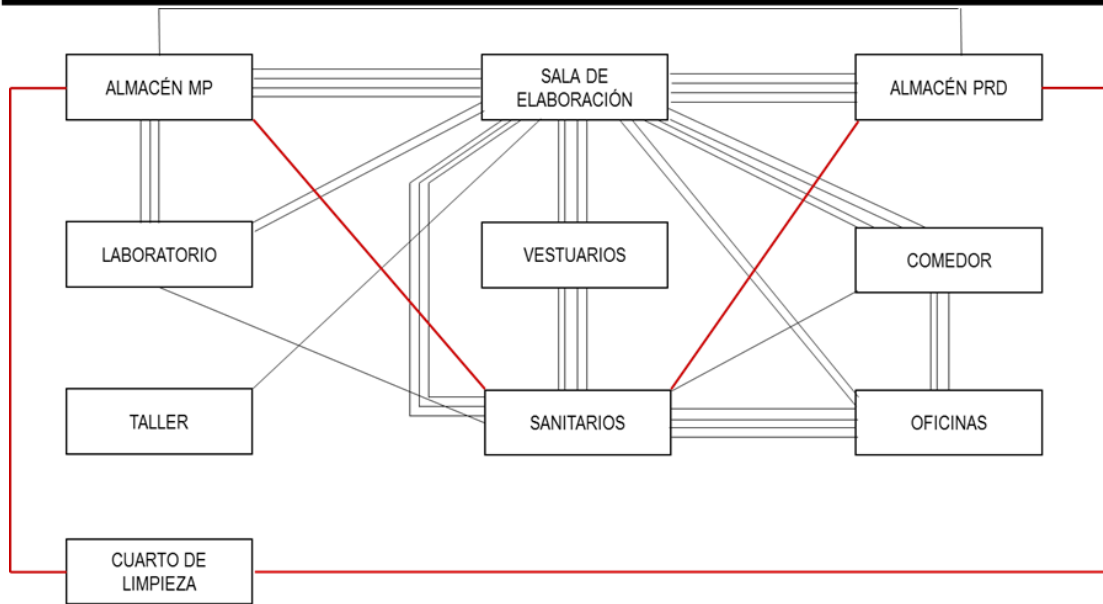 ALMACÉN MP
SALA DE
ELABORACIÓN
ALMACÉN PRD
LABORATORIO
VESTUARIOS
COMEDOR
TALLER
SANITARIOS
OFICINAS
CUARTO DE
LIMPIEZA